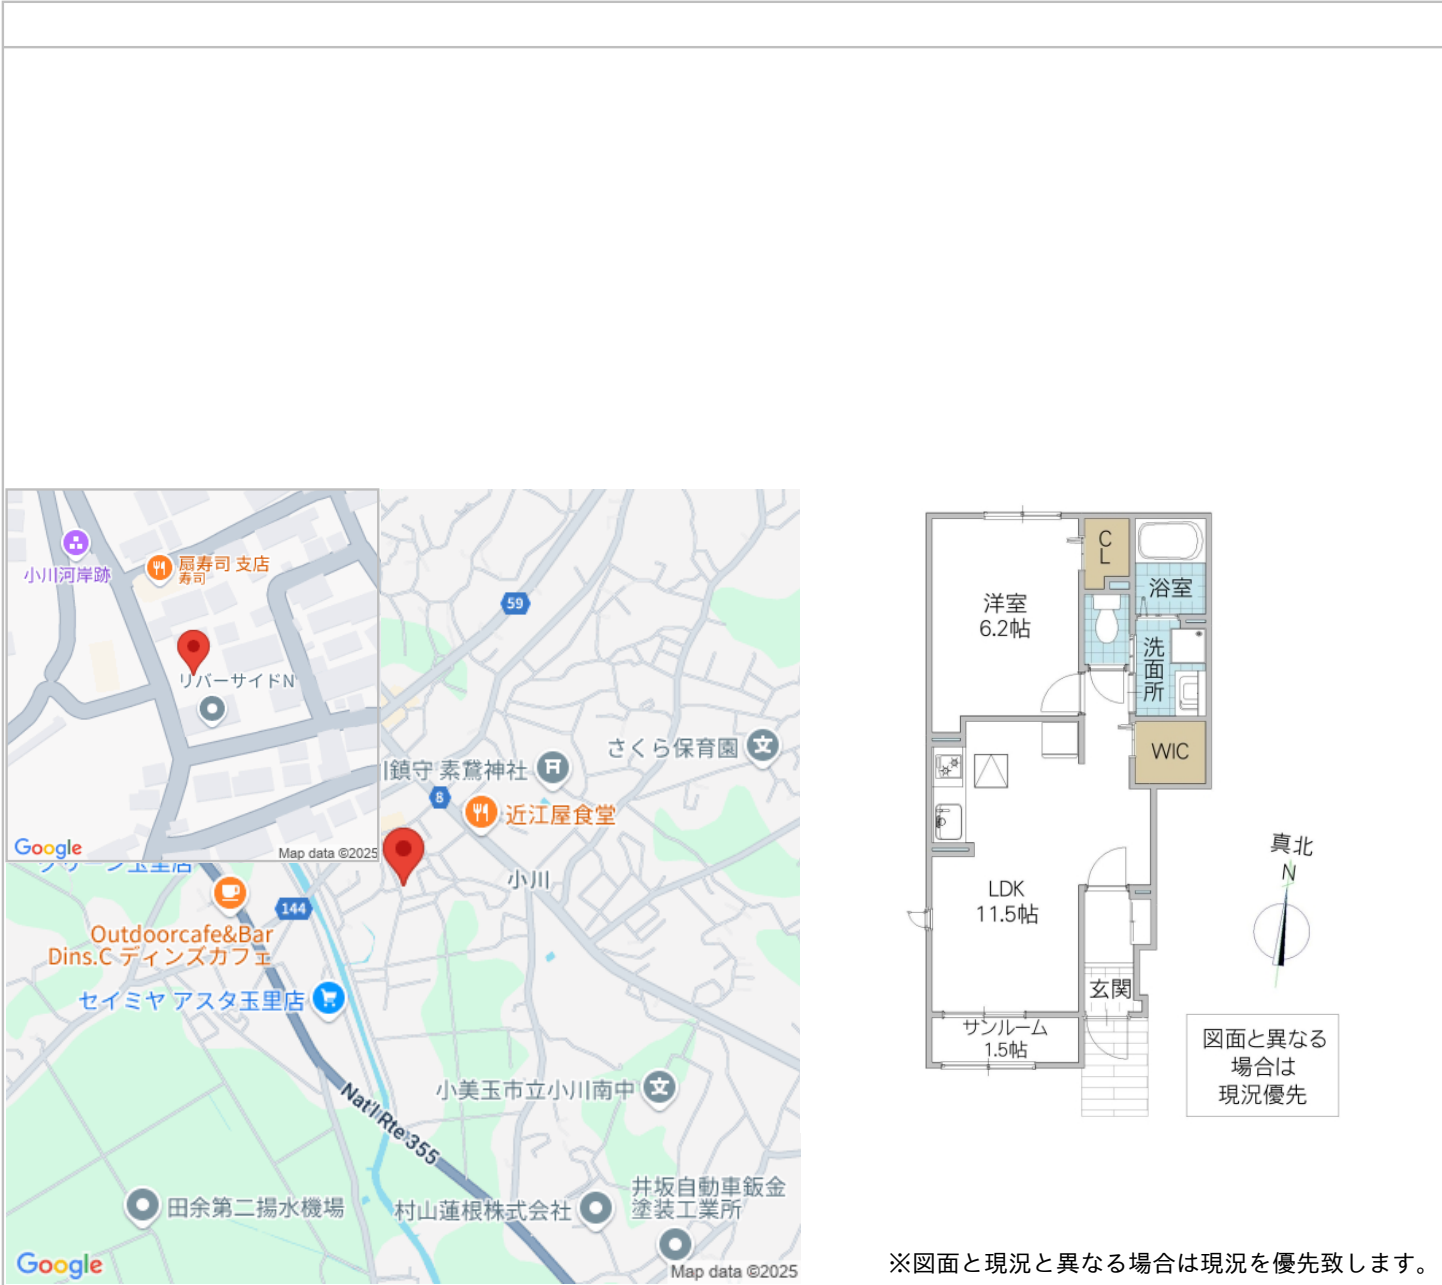 小川河岸跡
扇寿司 支店
寿司
リバーサイドN
Google
Map data ©2025
59
さくら保育園
川鎮守 素鵞神社
8
近江屋食堂
小川
144
Outdoorcafe&Bar
Dins.C ディンズカフェ
セイミヤ アスタ玉里店
小美玉市立小川南中
Nat'l Rte 355
井坂自動車鈑金
塗装工業所
田余第二揚水機場
村山蓮根株式会社
Google
Map data ©2025
CL
浴室
洋室
6.2帖
洗面所
WIC
LDK
11.5帖
玄関
サンルーム
1.5帖
真北
N
図面と異なる
場合は
現況優先
※図面と現況と異なる場合は現況を優先致します。